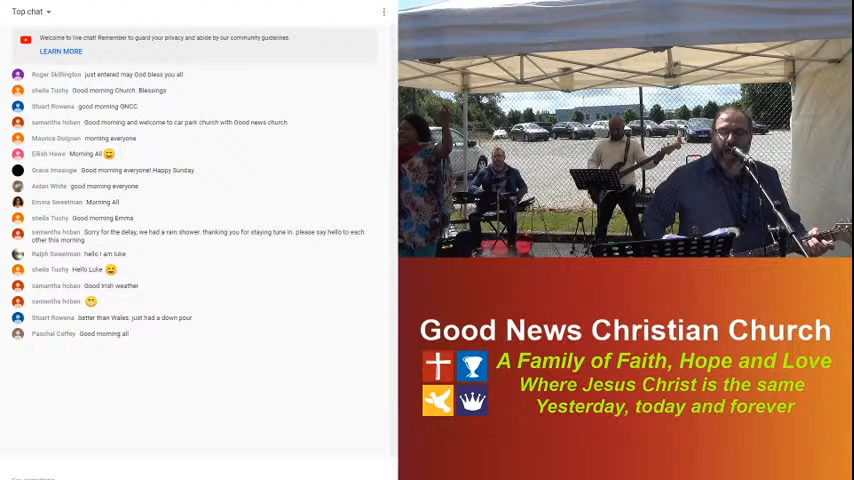 Top chat
Welcome to live chat! Remember to guard your privacy and abide by our community guidelines.
LEARN MORE
Roger Skillington just entered may God bless you all
sheila Tushy Good morning Church. Blessings
Stuart Rowena good morning GNCC
samantha hoban Good morning and welcome to car park church with Good news church
Maurice Duignan morning everyone
Eilish Hawe Morning All
Grace Imasogie Good morning everyone! Happy Sunday.
Aidan White good morning everyone
Emma Sweetman Morning All
sheila Tushy Good morning Emma
samantha hoban Sorry for the delay, we had a rain shower. thanking you for staying tune in. please say hello to each
other this morning
Ralph Sweetman hello I am luke
sheila Tushy Hello Luke
samantha hoban Good Irish weather
samantha hoban
Stuart Rowena better than Wales. just had a down pour
Paschal Coffey Good morning all
Good News Christian Church
A Family of Faith, Hope and Love
Where Jesus Christ is the same
Yesterday, today and forever